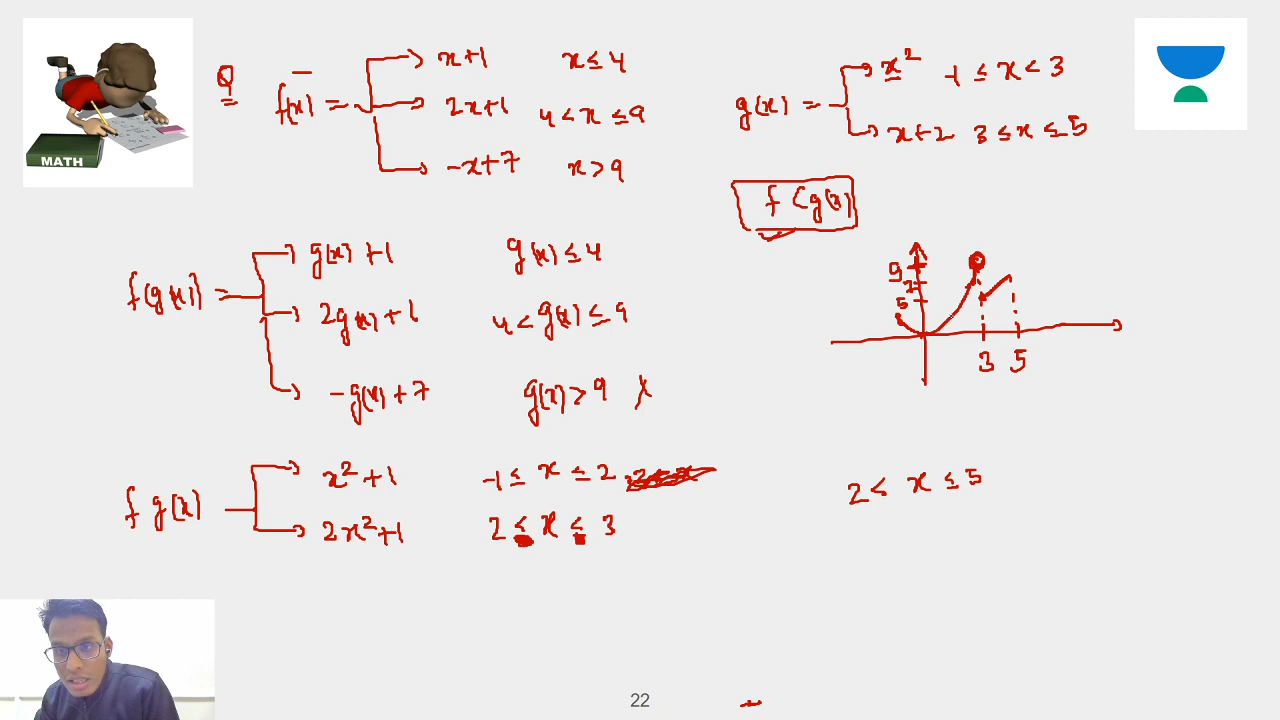 MATH
Q f(x) = x+1 x ≤ 4
2x+1 4 < x ≤ 9
-x+7 x > 9
g(x) = x² -1 ≤ x < 3
x+2 3 ≤ x ≤ 5
f(g(x)
f(g(x)) = g(x) +1 g(x) ≤ 4
2g(x)+1 4 < g(x) ≤ 9
-g(x)+7 g(x) > 9 X
9
7
5
3 5
f g(x) x²+1 -1 ≤ x ≤ 2
2x²+1 2 ≤ x ≤ 3
2 < x ≤ 5
22